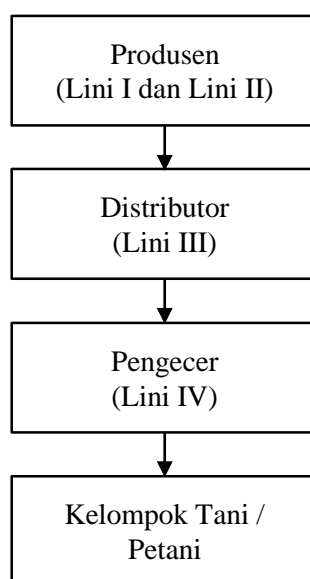 Produsen
(Lini I dan Lini II)
Distributor
(Lini III)
Pengecer
(Lini IV)
Kelompok Tani /
Petani